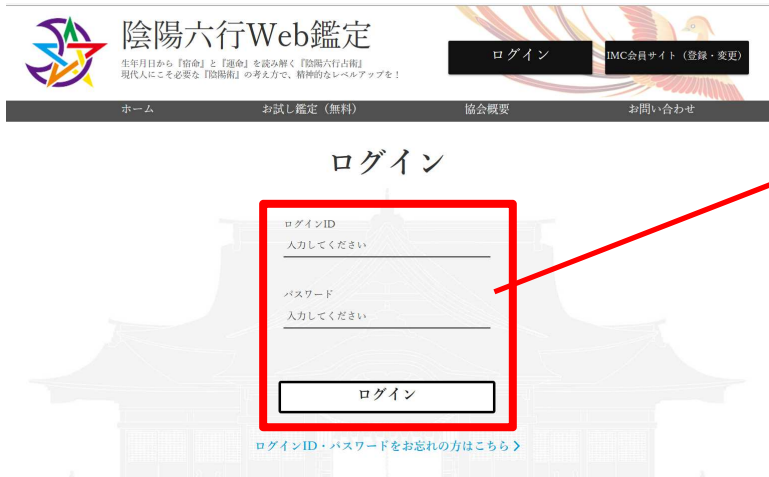 陰陽六行Web鑑定
生年月日から『宿命』と『運命』を読み解く『陰陽六行占術』
現代人にこそ必要な『陰陽術』の考え方で、精神的なレベルアップを！
ログイン
IMC会員サイト（登録・変更）
ホーム
お試し鑑定（無料）
協会概要
お問い合わせ
ログイン
ログインID
入力してください
パスワード
入力してください
ログイン
ログインID・パスワードをお忘れの方はこちら